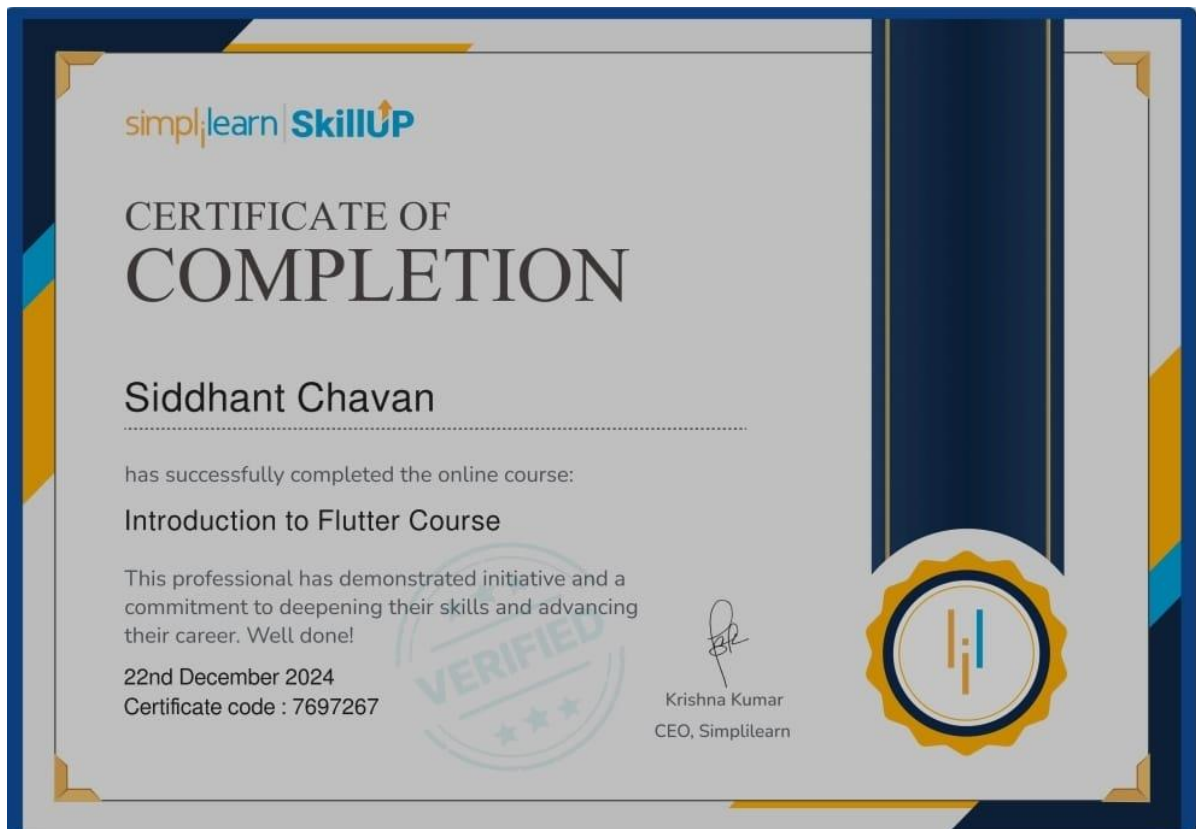 simplilearn SkillUP
CERTIFICATE OF
COMPLETION
Siddhant Chavan
has successfully completed the online course:
Introduction to Flutter Course
This professional has demonstrated initiative and a
commitment to deepening their skills and advancing
their career. Well done!
VERIFIED
22nd December 2024
Certificate code : 7697267
Krishna Kumar
CEO, Simplilearn